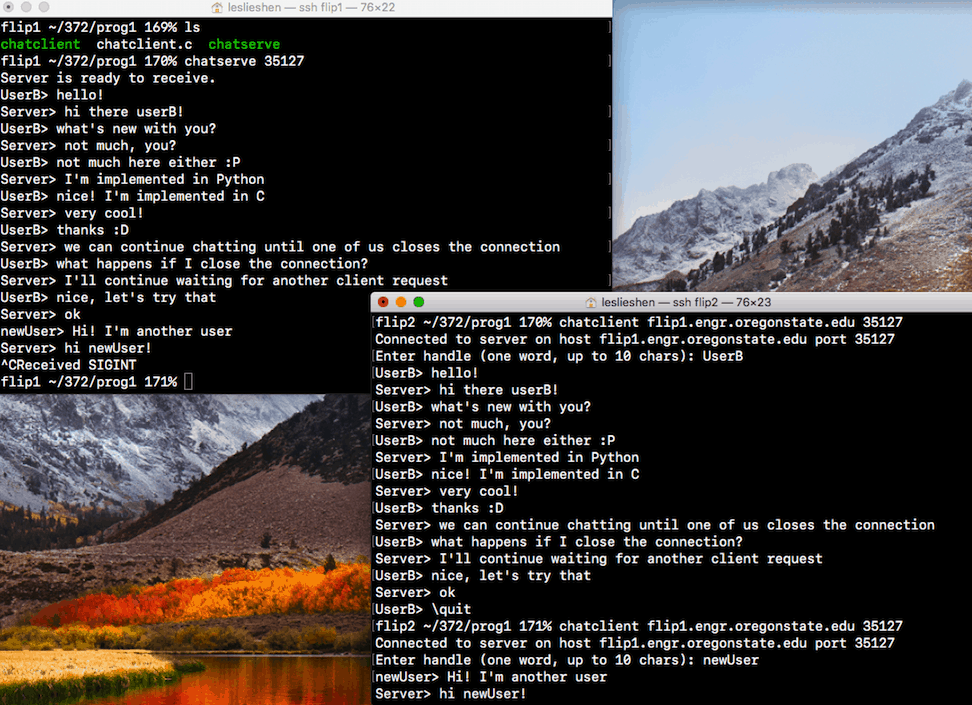 leslieshen — ssh flip1 — 76×22
flip1 ~/372/prog1 169% ls
chatclient  chatclient.c  chatserve
flip1 ~/372/prog1 170% chatserve 35127
Server is ready to receive.
UserB> hello!
Server> hi there userB!
UserB> what's new with you?
Server> not much, you?
UserB> not much here either :P
Server> I'm implemented in Python
UserB> nice! I'm implemented in C
Server> very cool!
UserB> thanks :D
Server> we can continue chatting until one of us closes the connection
UserB> what happens if I close the connection?
Server> I'll continue waiting for another client request
UserB> nice, let's try that
Server> ok
newUser> Hi! I'm another user
Server> hi newUser!
^CReceived SIGINT
flip1 ~/372/prog1 171%
leslieshen — ssh flip2 — 76×23
flip2 ~/372/prog1 170% chatclient flip1.engr.oregonstate.edu 35127
Connected to server on host flip1.engr.oregonstate.edu port 35127
Enter handle (one word, up to 10 chars): UserB
UserB> hello!
Server> hi there userB!
UserB> what's new with you?
Server> not much, you?
UserB> not much here either :P
Server> I'm implemented in Python
UserB> nice! I'm implemented in C
Server> very cool!
UserB> thanks :D
Server> we can continue chatting until one of us closes the connection
UserB> what happens if I close the connection?
Server> I'll continue waiting for another client request
UserB> nice, let's try that
Server> ok
UserB> \quit
flip2 ~/372/prog1 171% chatclient flip1.engr.oregonstate.edu 35127
Connected to server on host flip1.engr.oregonstate.edu port 35127
Enter handle (one word, up to 10 chars): newUser
newUser> Hi! I'm another user
Server> hi newUser!